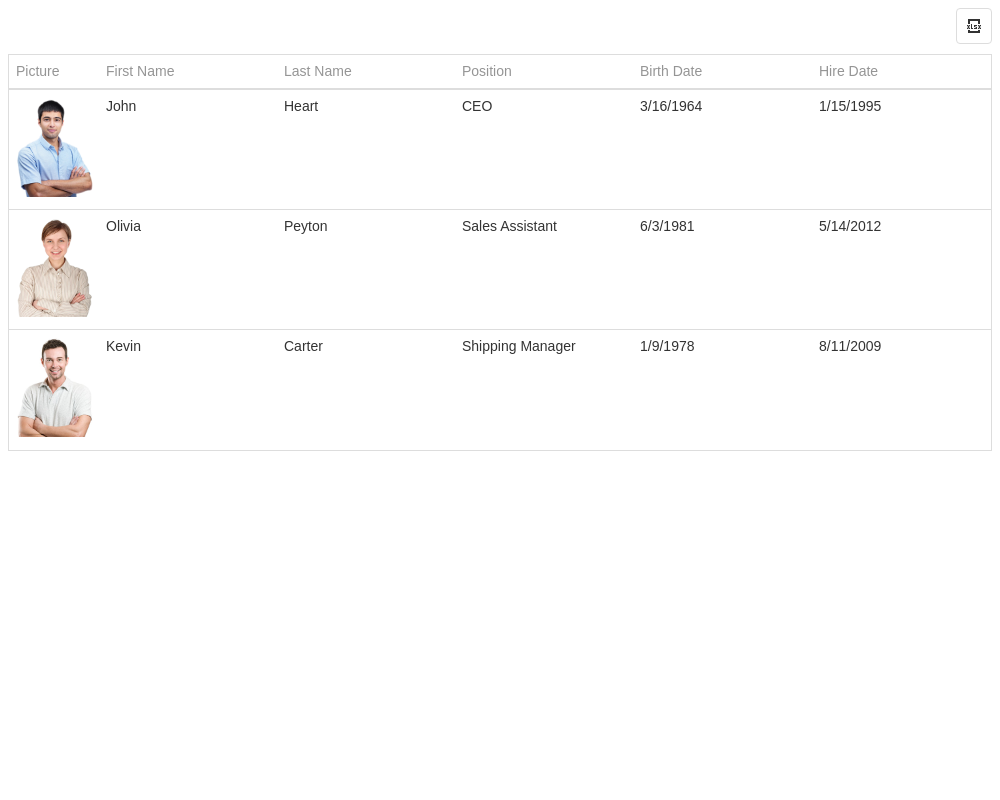 xlsx
Picture First Name Last Name Position Birth Date Hire Date
John Heart CEO 3/16/1964 1/15/1995
Olivia Peyton Sales Assistant 6/3/1981 5/14/2012
Kevin Carter Shipping Manager 1/9/1978 8/11/2009